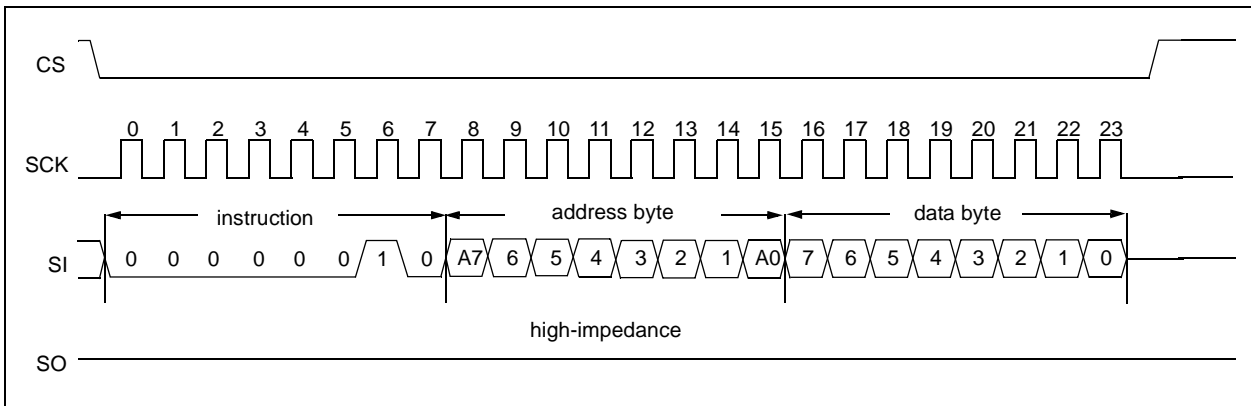 CS
0 1 2 3 4 5 6 7 8 9 10 11 12 13 14 15 16 17 18 19 20 21 22 23
SCK
instruction address byte data byte
SI 0 0 0 0 0 0 1 0 A7 6 5 4 3 2 1 A0 7 6 5 4 3 2 1 0
high-impedance
SO